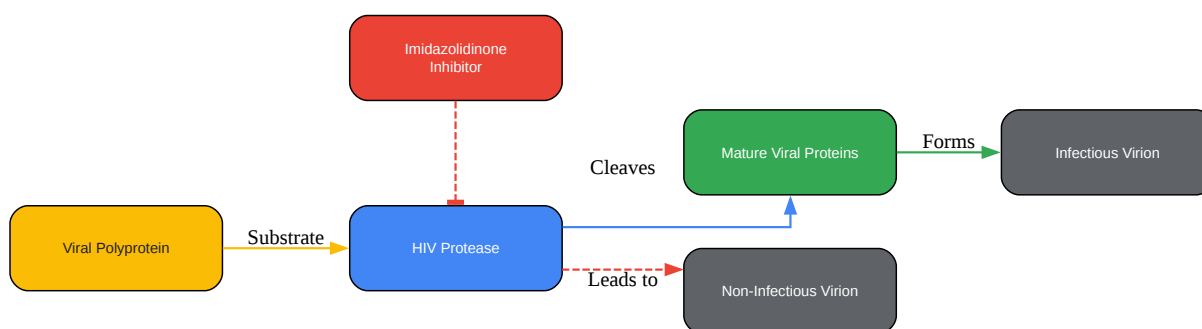 Imidazolidinone
Inhibitor
Cleaves
Mature Viral Proteins
Forms
Infectious Virion
Viral Polyprotein
Substrate
HIV Protease
Leads to
Non-Infectious Virion